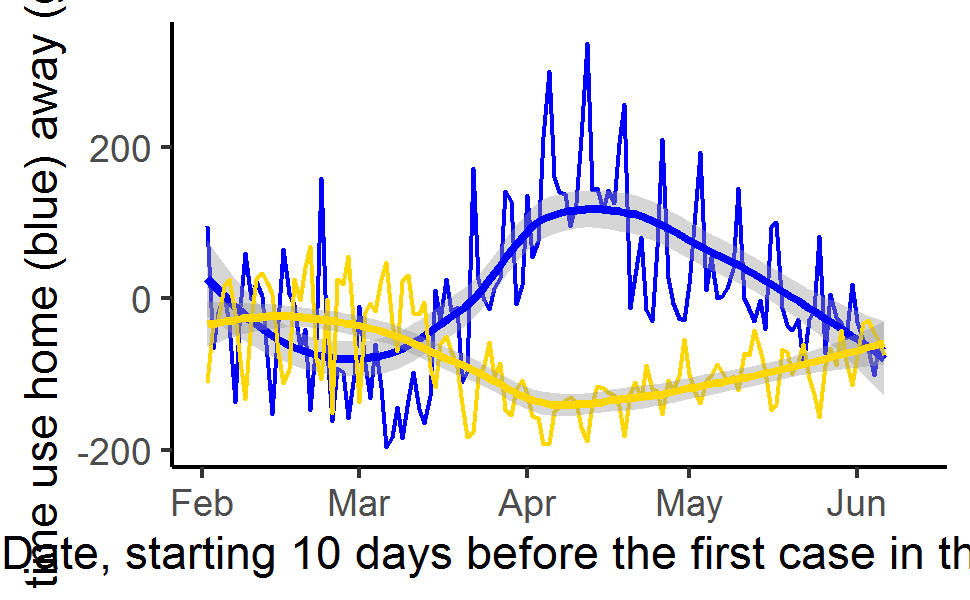 time use home (blue) away (
200
0
-200
Feb Mar Apr May Jun
Date, starting 10 days before the first case in th